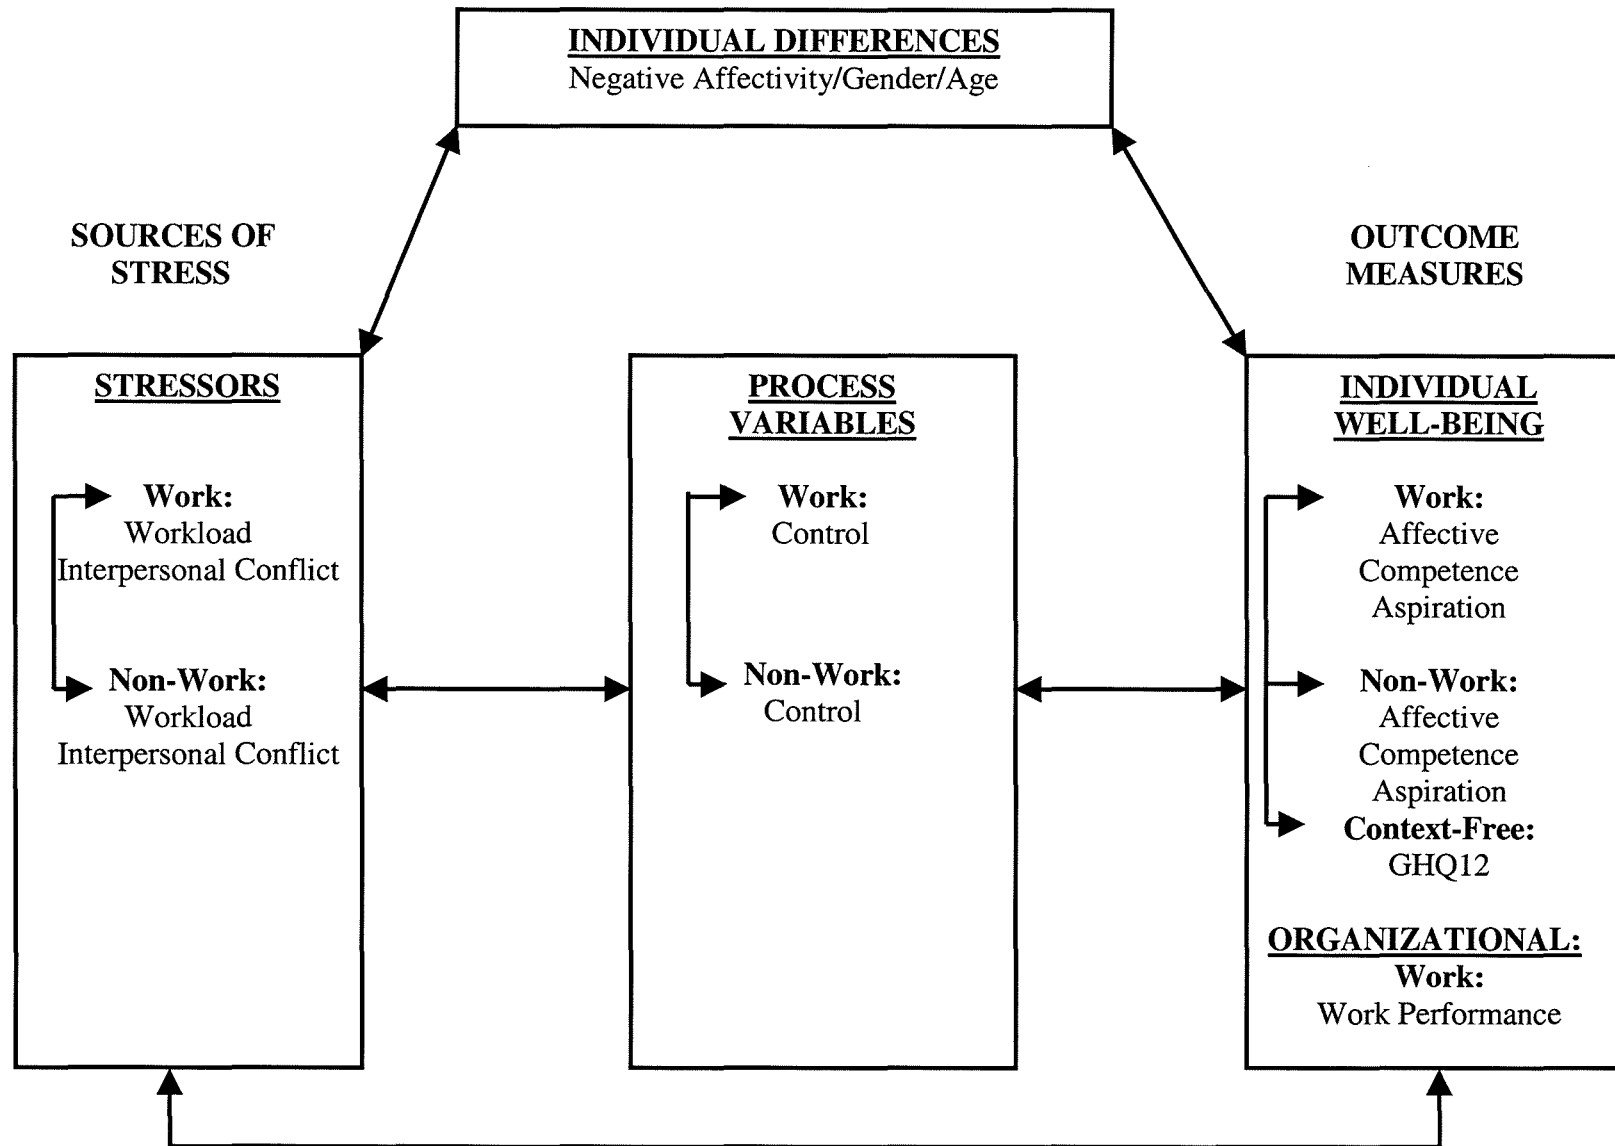 INDIVIDUAL DIFFERENCES
Negative Affectivity/Gender/Age
SOURCES OF
STRESS
OUTCOME
MEASURES
STRESSORS
Work:
Workload
Interpersonal Conflict
Non-Work:
Workload
Interpersonal Conflict
PROCESS
VARIABLES
Work:
Control
Non-Work:
Control
INDIVIDUAL
WELL-BEING
Work:
Affective
Competence
Aspiration
Non-Work:
Affective
Competence
Aspiration
Context-Free:
GHQ12
ORGANIZATIONAL:
Work:
Work Performance